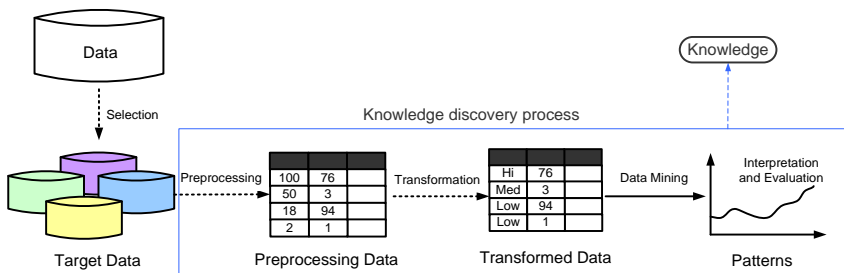 Data
Knowledge
Selection
Knowledge discovery process
Preprocessing
100 76
50 3
18 94
2 1
Transformation
Hi 76
Med 3
Low 94
Low 1
Data Mining
Interpretation
and Evaluation
Target Data
Preprocessing Data
Transformed Data
Patterns